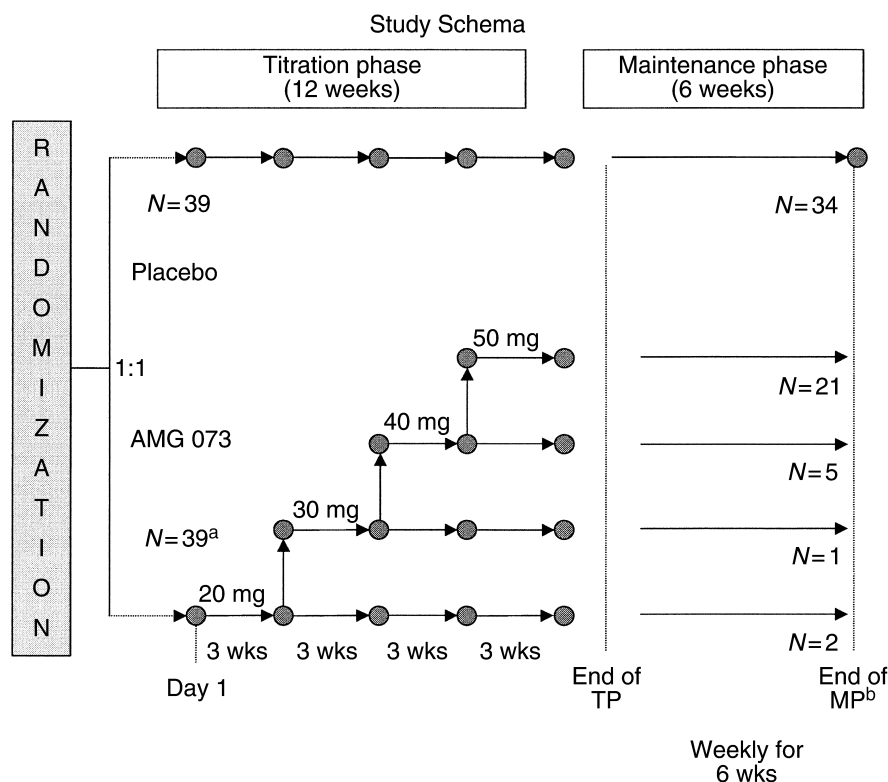 Study Schema
Titration phase
(12 weeks)
Maintenance phase
(6 weeks)
RANDOMIZATION
N=39
N=34
Placebo
1:1
50 mg
N=21
AMG 073
40 mg
N=5
N=39a
30 mg
N=1
20 mg
N=2
3 wks 3 wks 3 wks 3 wks
Day 1
End of
TP
End of
MPb
Weekly for
6 wks